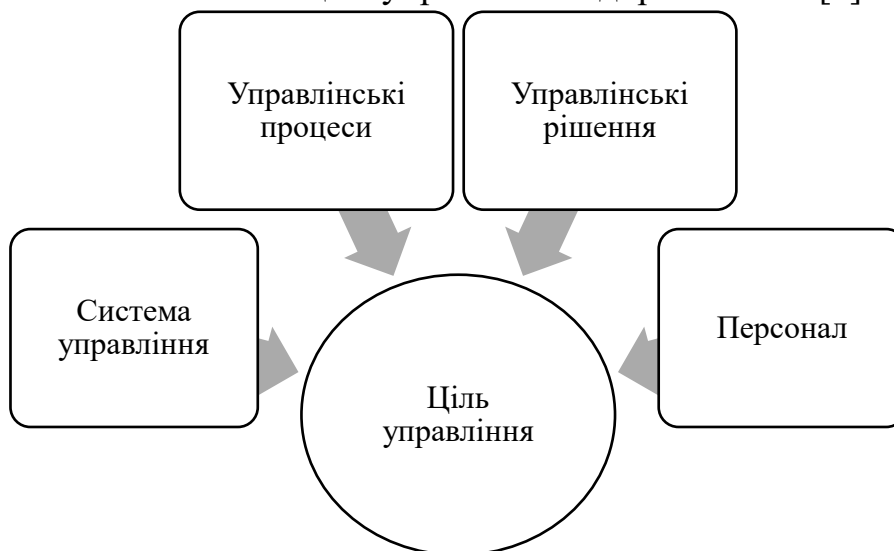 Управлінські
процеси
Управлінські
рішення
Система
управління
Персонал
Ціль
управління